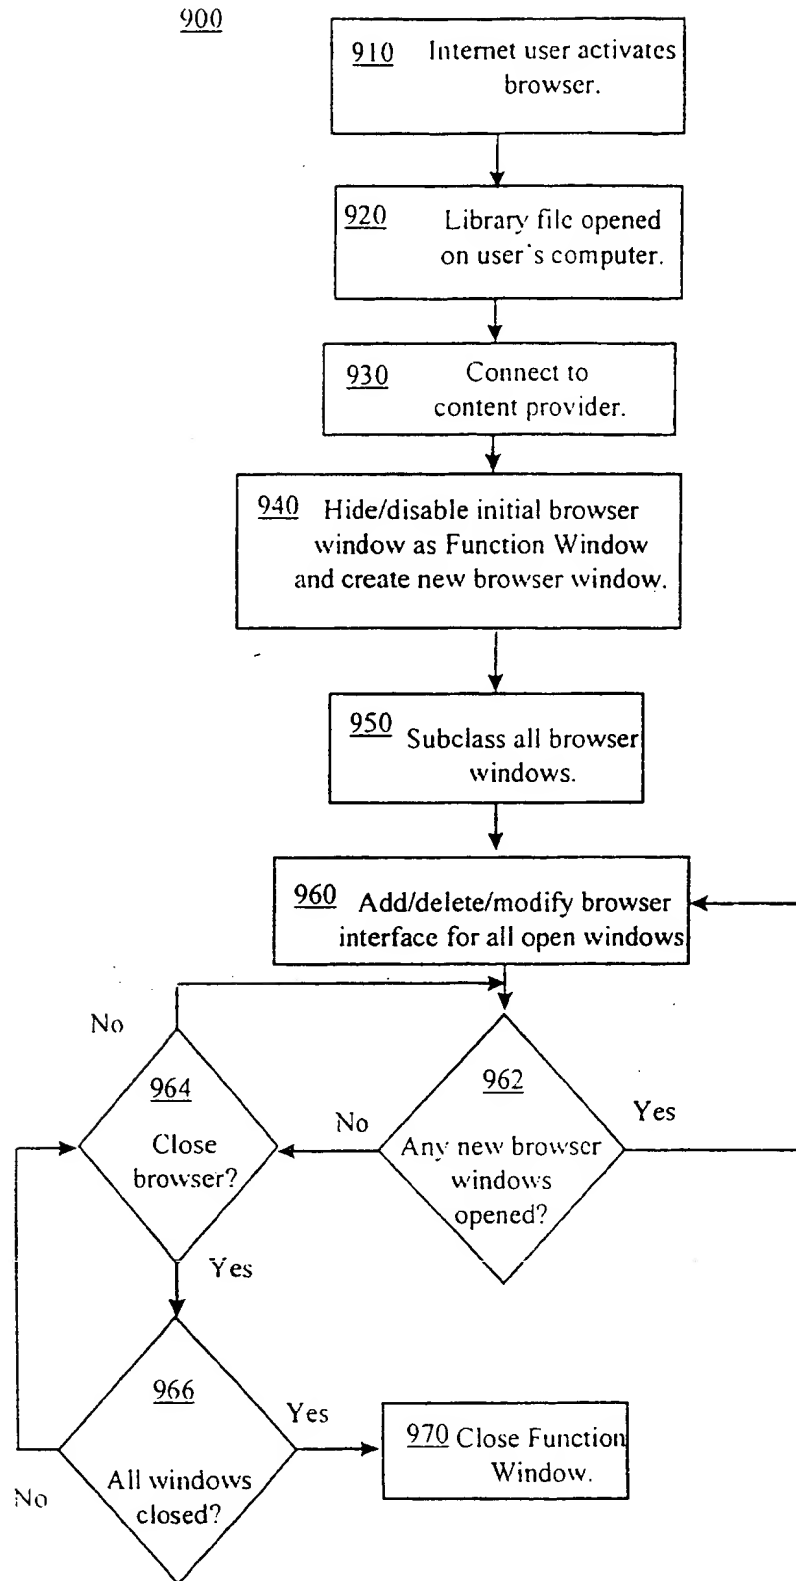 900
910 Internet user activates
browser.
920 Library file opened
on user's computer.
930 Connect to
content provider.
940 Hide/disable initial browser
window as Function Window
and create new browser window.
950 Subclass all browser
windows.
960 Add/delete/modify browser
interface for all open windows
No
964
Close
browser?
No
962
Any new browser
windows
opened?
Yes
Yes
966
All windows
closed?
No
Yes
970 Close Function
Window.